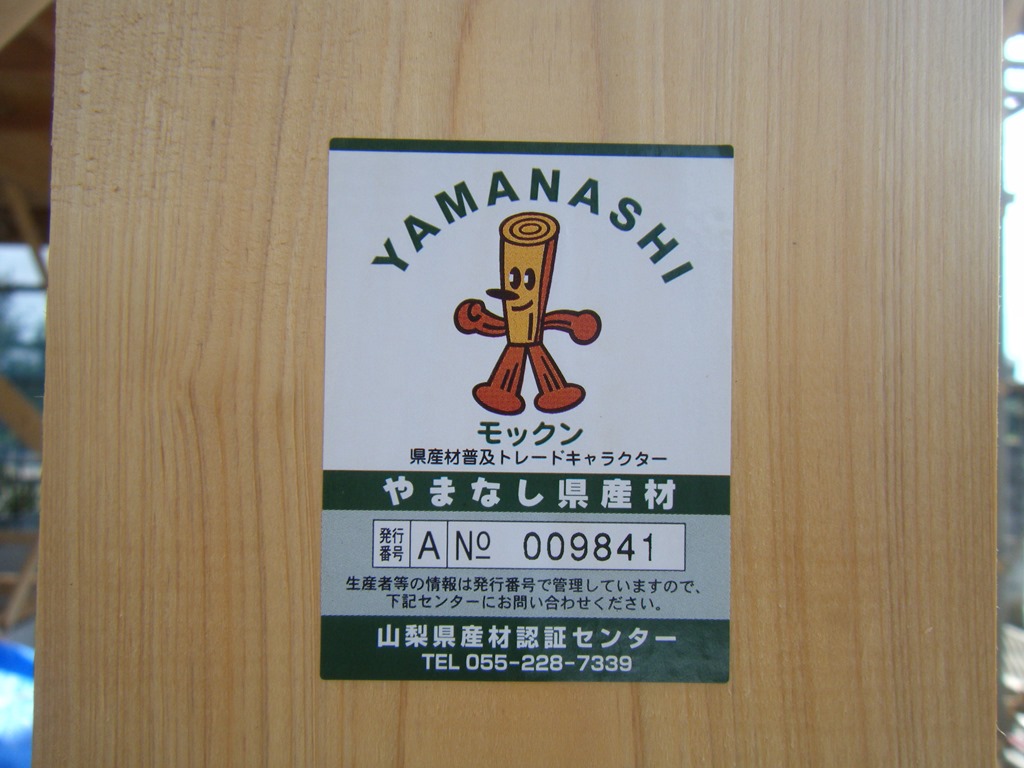 YAMANASHI
モックン
県産材普及トレードキャラクター
やまなし県産材
発行番号 A No 009841
生産者等の情報は発行番号で管理していますので、
下記センターにお問い合わせください。
山梨県産材認証センター
TEL 055-228-7339